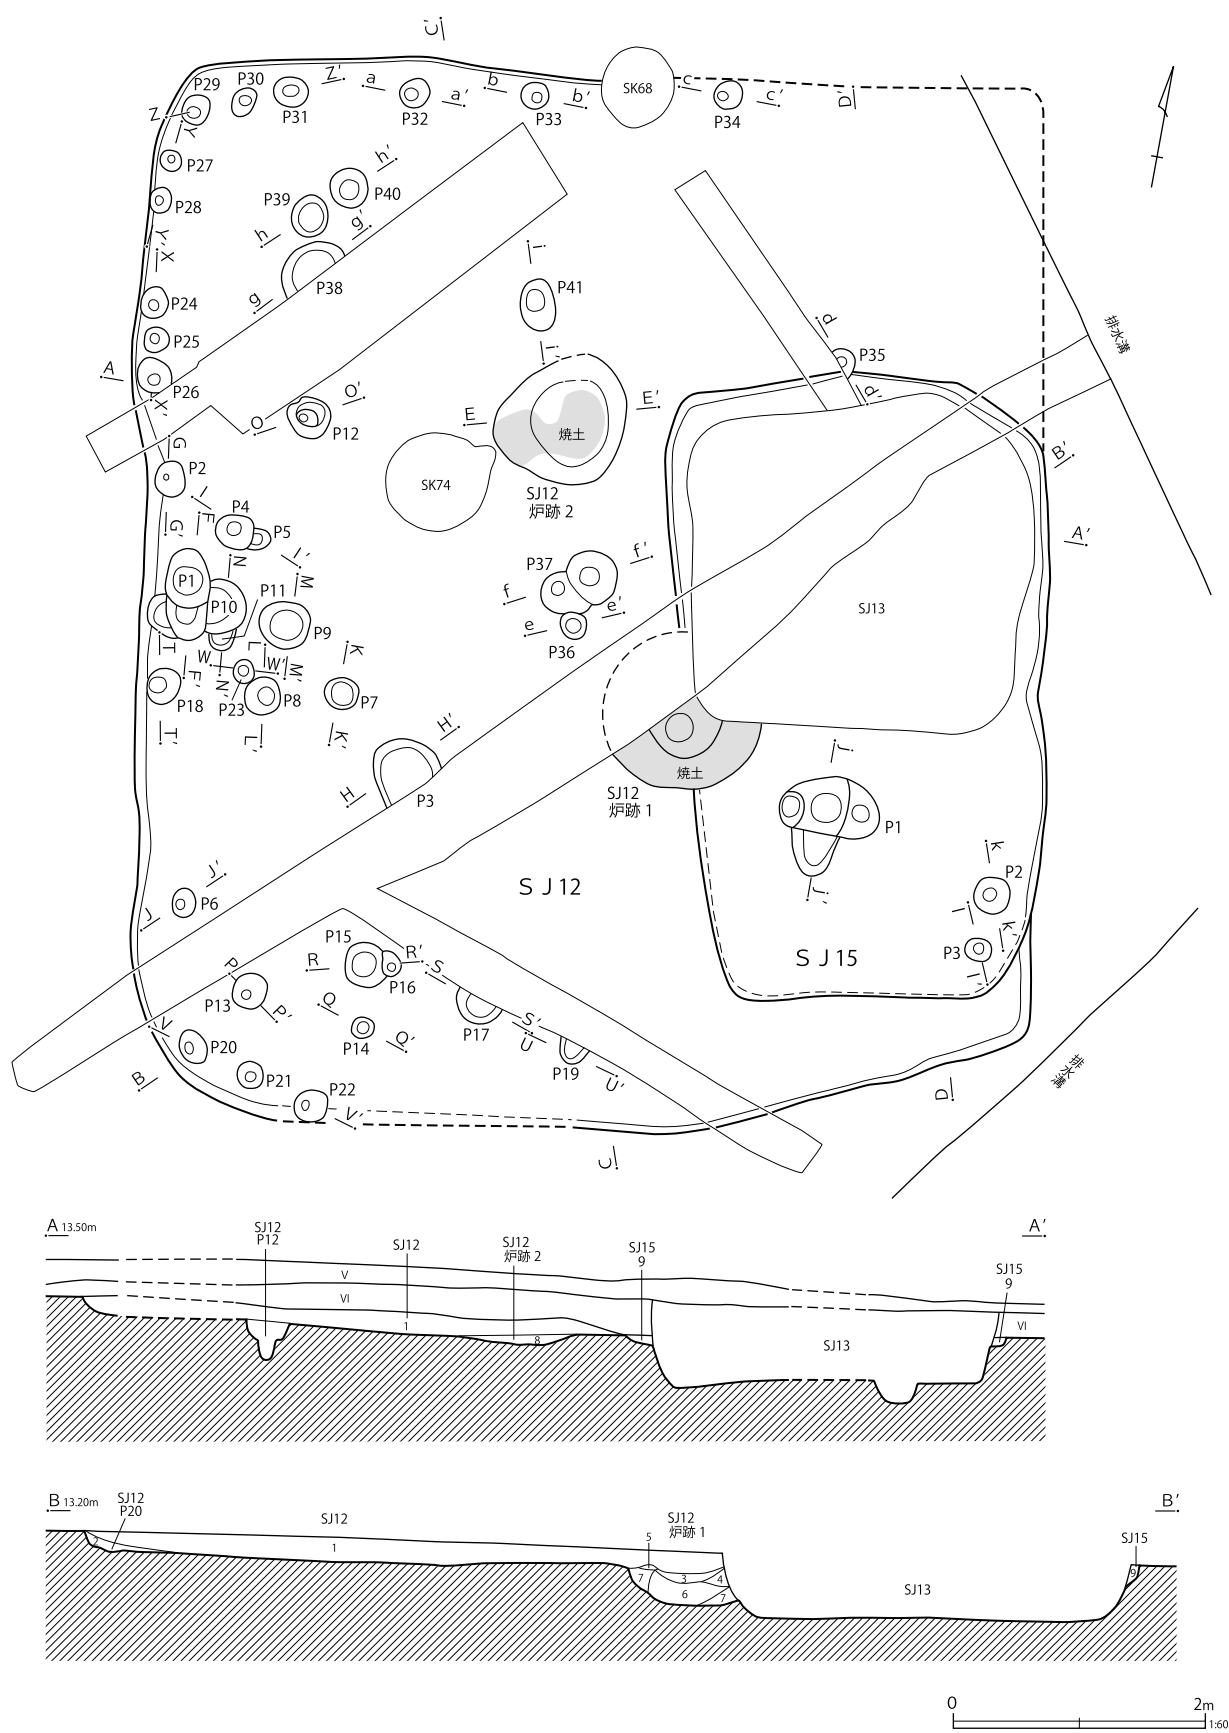 C'
P29
P30
Z'
a
b
SK68
c
D'
Z
Y
P31
a'
P32
b'
P33
c'
P34
P27
P28
h'
P39
P40
g'
h
Y'
X
g
P38
i
P41
P24
P25
A
P26
X'
i'
d
P35
d'
排水溝
O
O'
P12
E
E'
焼土
G
P2
SK74
SJ12
炉跡 2
B'
I
F
P4
P5
G'
N
I'
M
P1
P10
P11
P9
P37
f'
f
e'
e
P36
SJ13
A'
T
F'
W
L
W'
M'
N'
K
P18
P23
P8
P7
T'
L'
K'
H'
H
P3
焼土
SJ12
炉跡 1
j
P1
j'
k
P2
l
k'
P3
l'
J'
J
P6
SJ12
SJ15
P15
R
R'
P16
S
P
P13
P'
Q
P14
Q'
P17
S'
U
P19
U'
V
P20
P21
P22
V'
B
C
D
排水溝
A 13.50m
A'
SJ12
P12
SJ12
SJ12
炉跡 2
SJ15
9
SJ15
9
V
VI
1
8
SJ13
VI
B 13.20m
B'
SJ12
P20
SJ12
SJ12
炉跡 1
SJ15
2
1
5
7
3
4
6
7
SJ13
9
0
2m
1:60